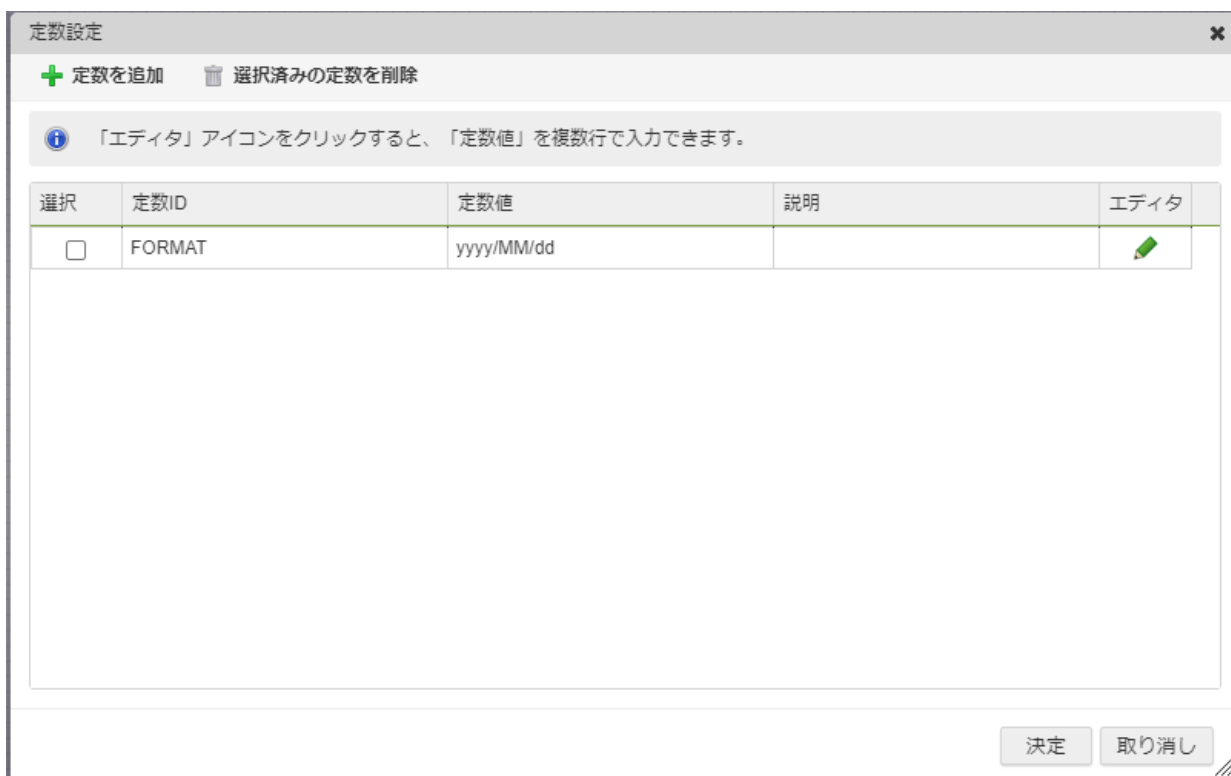 定数設定
定数を追加 選択済みの定数を削除
「エディタ」アイコンをクリックすると、「定数値」を複数行で入力できます。
選択 定数ID 定数値 説明 エディタ
FORMAT yyyy/MM/dd
決定 取り消し